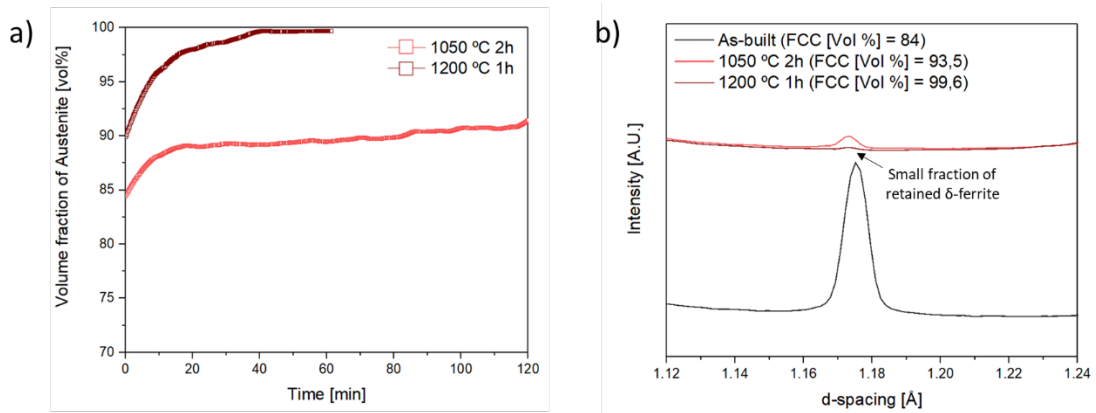 a)
Volume fraction of Austenite [vol%]
100
95
90
85
80
75
70
0
20
40
60
80
100
120
Time [min]
1050 ºC 2h
1200 ºC 1h
b)
Intensity [A.U.]
As-built (FCC [Vol %] = 84)
1050 ºC 2h (FCC [Vol %] = 93,5)
1200 ºC 1h (FCC [Vol %] = 99,6)
Small fraction of
retained δ-ferrite
1.12
1.14
1.16
1.18
1.20
1.22
1.24
d-spacing [Å]